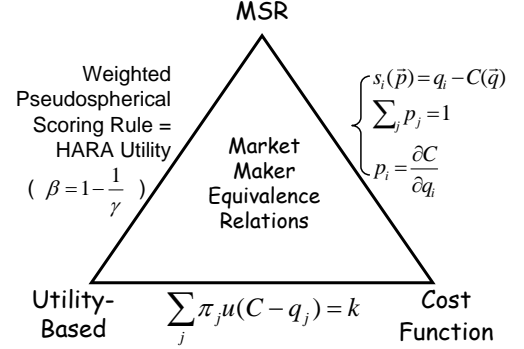 MSR
Weighted
Pseudospherical
Scoring Rule =
HARA Utility
( β = 1 − 1/γ )
s_i(p⃗) = q_i − C(q⃗)
∑_j p_j = 1
p_i = ∂C/∂q_i
Market
Maker
Equivalence
Relations
Utility-
Based
∑_j π_j u(C − q_j) = k
Cost
Function